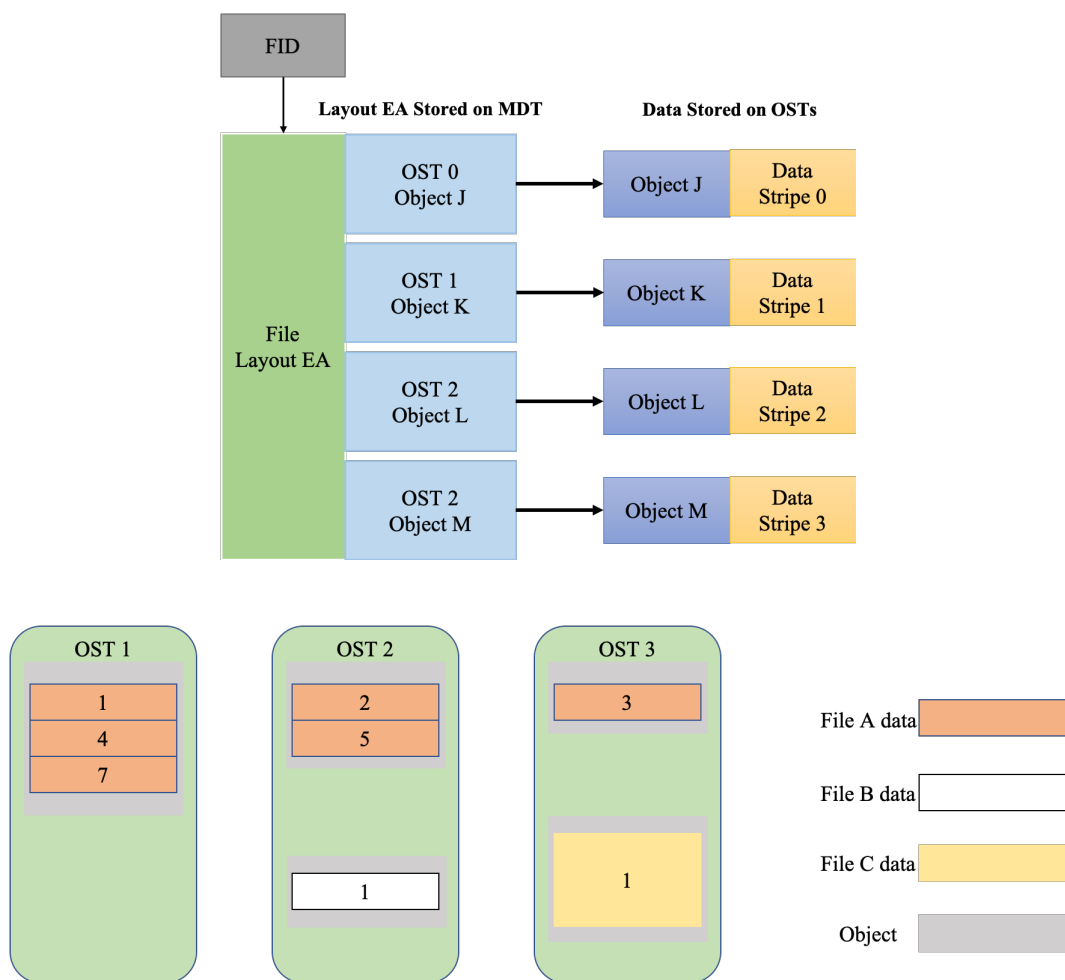 FID
Layout EA Stored on MDT
Data Stored on OSTs
File
Layout EA
OST 0
Object J
Object J
Data
Stripe 0
OST 1
Object K
Object K
Data
Stripe 1
OST 2
Object L
Object L
Data
Stripe 2
OST 2
Object M
Object M
Data
Stripe 3
OST 1
1
4
7
OST 2
2
5
1
OST 3
3
1
File A data
File B data
File C data
Object